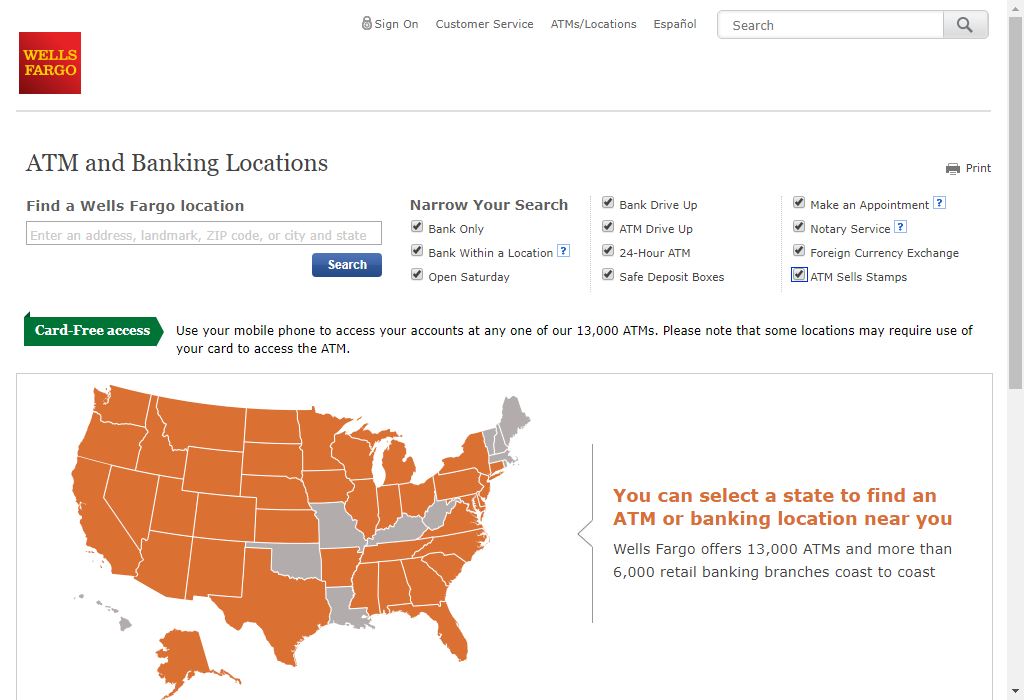 Sign On Customer Service ATMs/Locations Español
Search
WELLS
FARGO
ATM and Banking Locations
Print
Find a Wells Fargo location
Enter an address, landmark, ZIP code, or city and state
Search
Narrow Your Search
Bank Only
Bank Within a Location ?
Open Saturday
Bank Drive Up
ATM Drive Up
24-Hour ATM
Safe Deposit Boxes
Make an Appointment ?
Notary Service ?
Foreign Currency Exchange
ATM Sells Stamps
Card-Free access
Use your mobile phone to access your accounts at any one of our 13,000 ATMs. Please note that some locations may require use of
your card to access the ATM.
You can select a state to find an
ATM or banking location near you
Wells Fargo offers 13,000 ATMs and more than
6,000 retail banking branches coast to coast